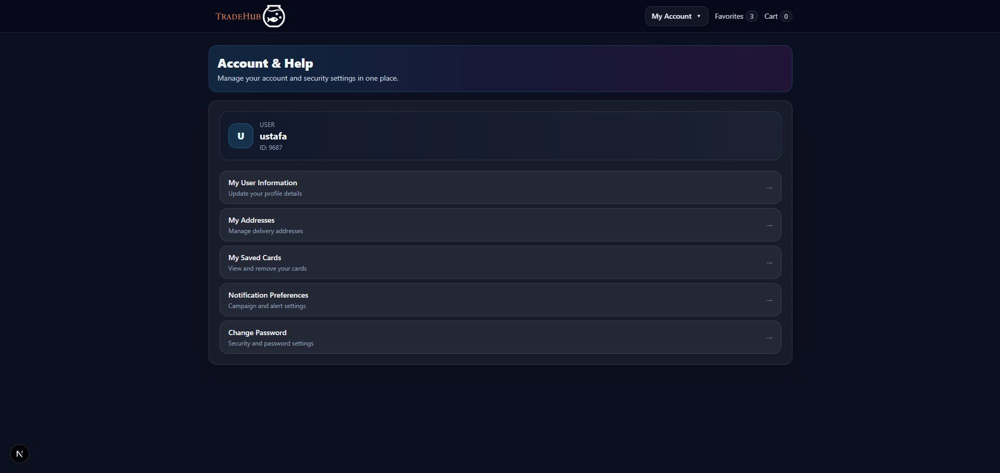 TradeHub
My Account ▼ Favorites 3 Cart 0
Account & Help
Manage your account and security settings in one place.
U
USER
ustafa
ID: 9687
My User Information
Update your profile details
→
My Addresses
Manage delivery addresses
→
My Saved Cards
View and remove your cards
→
Notification Preferences
Campaign and alert settings
→
Change Password
Security and password settings
→
N